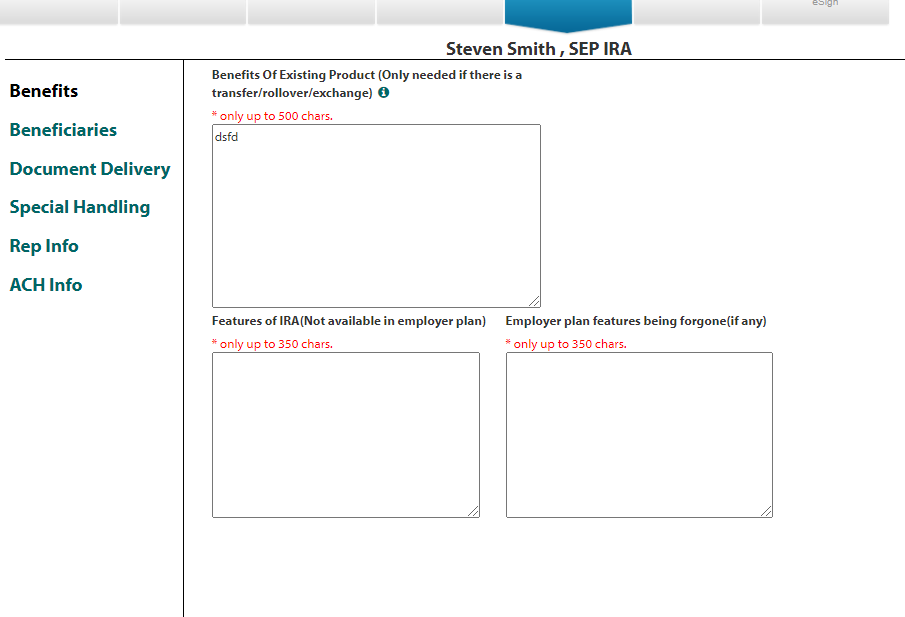 eSign
Steven Smith , SEP IRA
Benefits
Beneficiaries
Document Delivery
Special Handling
Rep Info
ACH Info
Benefits Of Existing Product (Only needed if there is a
transfer/rollover/exchange)
* only up to 500 chars.
dsfd
Features of IRA(Not available in employer plan)
* only up to 350 chars.
Employer plan features being forgone(if any)
* only up to 350 chars.